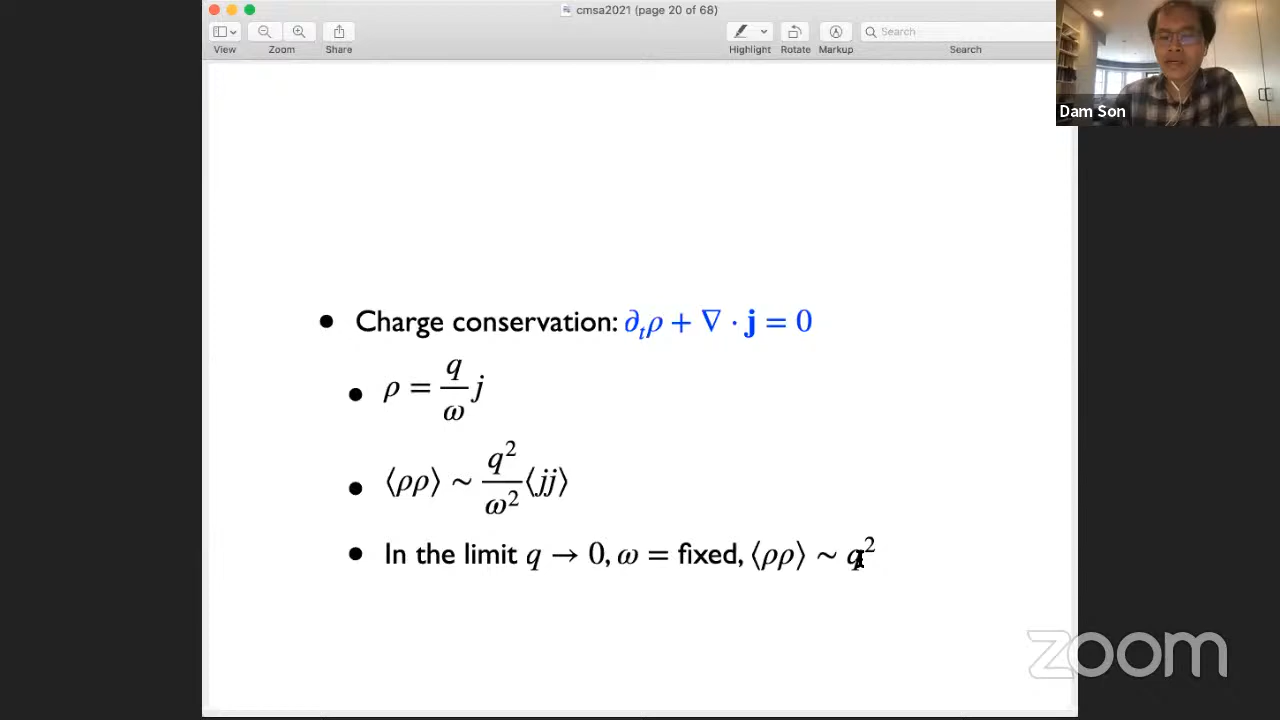 cmsa2021 (page 20 of 68)
View
Zoom
Share
Highlight
Rotate
Markup
Search
Search
Dam Son
• Charge conservation: ∂ₜρ + ∇ · j = 0
• ρ = q/ω j
• ⟨ρρ⟩ ∼ q²/ω² ⟨jj⟩
• In the limit q → 0, ω = fixed, ⟨ρρ⟩ ∼ q²
zoom